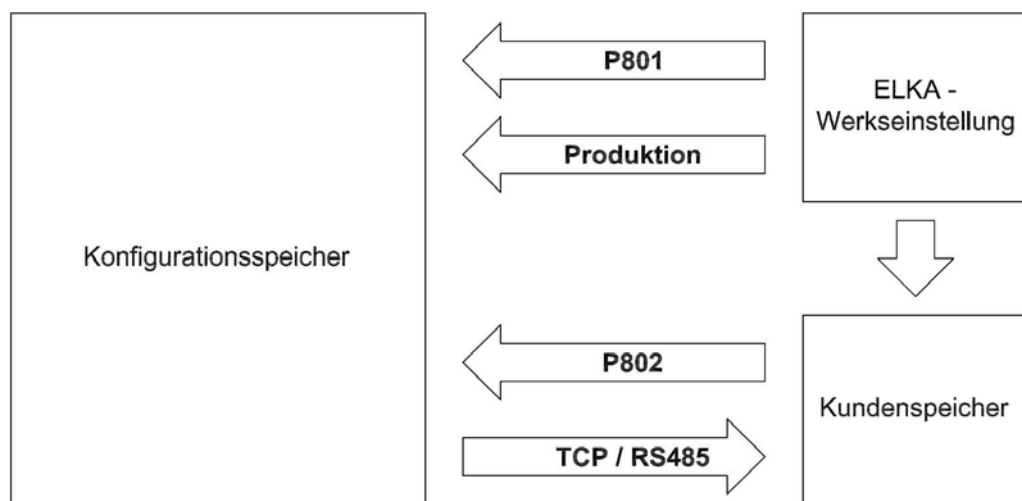 P801
ELKA -
Werkseinstellung
Produktion
Konfigurationsspeicher
P802
Kundenspeicher
TCP / RS485